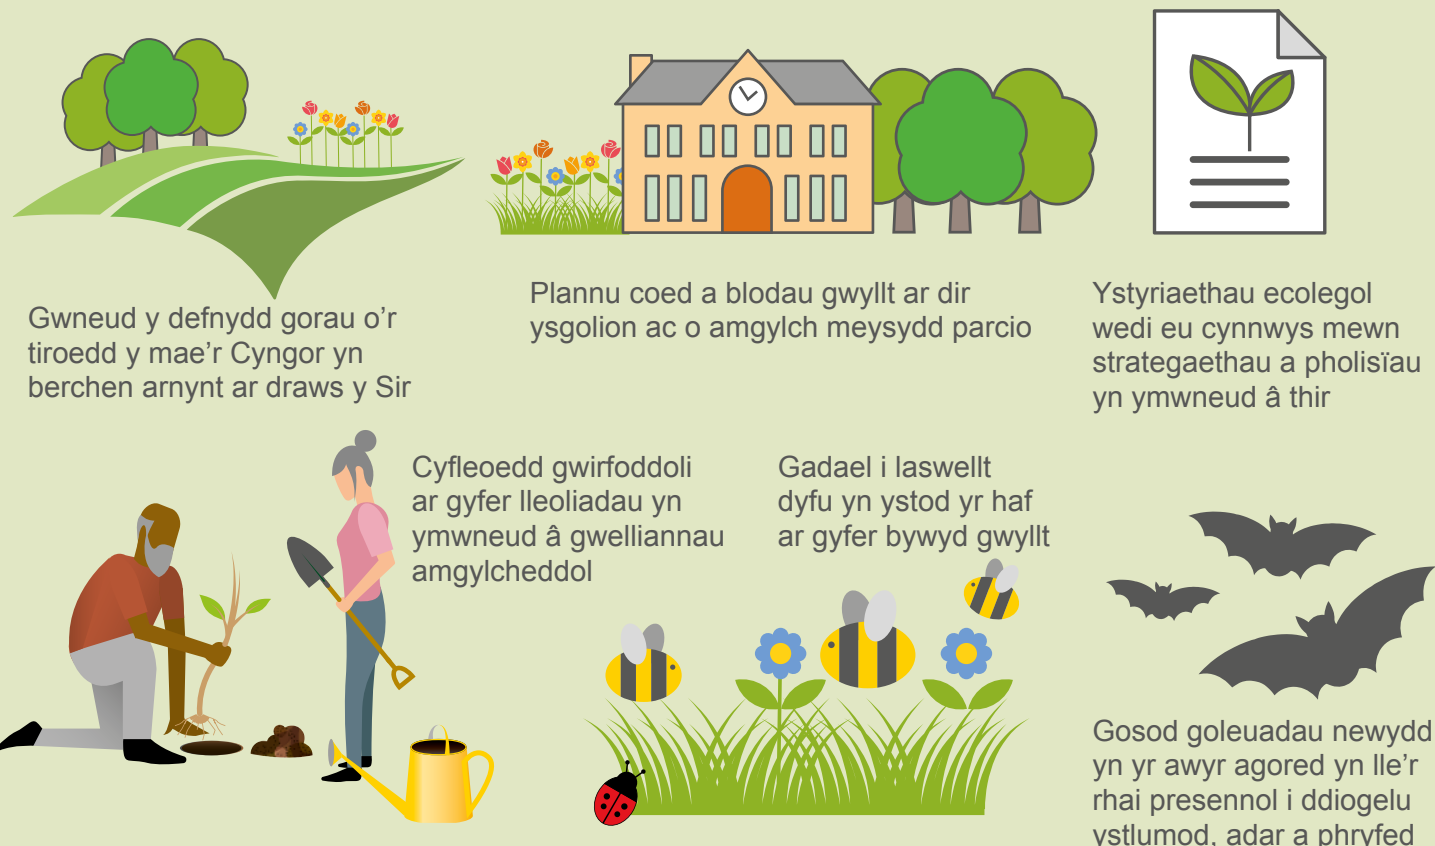 Gwneud y defnydd gorau o'r
tiroedd y mae'r Cyngor yn
berchen arnynt ar draws y Sir
Plannu coed a blodau gwyllt ar dir
ysgolion ac o amgylch meysydd parcio
Ystyriaethau ecolegol
wedi eu cynnwys mewn
strategaethau a pholisïau
yn ymwneud â thir
Cyfleoedd gwirfoddoli
ar gyfer lleoliadau yn
ymwneud â gwelliannau
amgylcheddol
Gadael i laswellt
dyfu yn ystod yr haf
ar gyfer bywyd gwyllt
Gosod goleuadau newydd
yn yr awyr agored yn lle'r
rhai presennol i ddiogelu
ystlumod, adar a phryfed